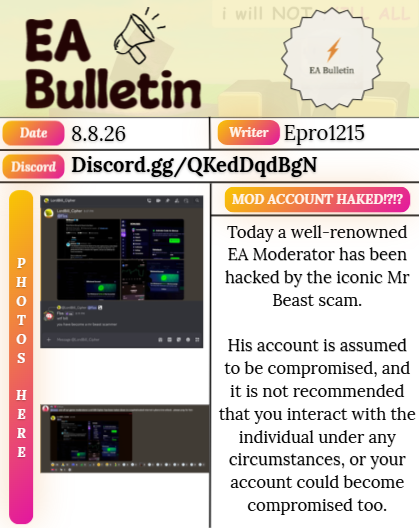 i will NOT
ALL
EA
Bulletin
EA Bulletin
Date
8.8.26
Writer
Epro1215
Discord
Discord.gg/QKedDqdBgN
PHOTOS HERE
MOD ACCOUNT HAKED!?!?
Today a well-renowned
EA Moderator has been
hacked by the iconic Mr
Beast scam.
His account is assumed
to be compromised, and
it is not recommended
that you interact with the
individual under any
circumstances, or your
account could become
compromised too.